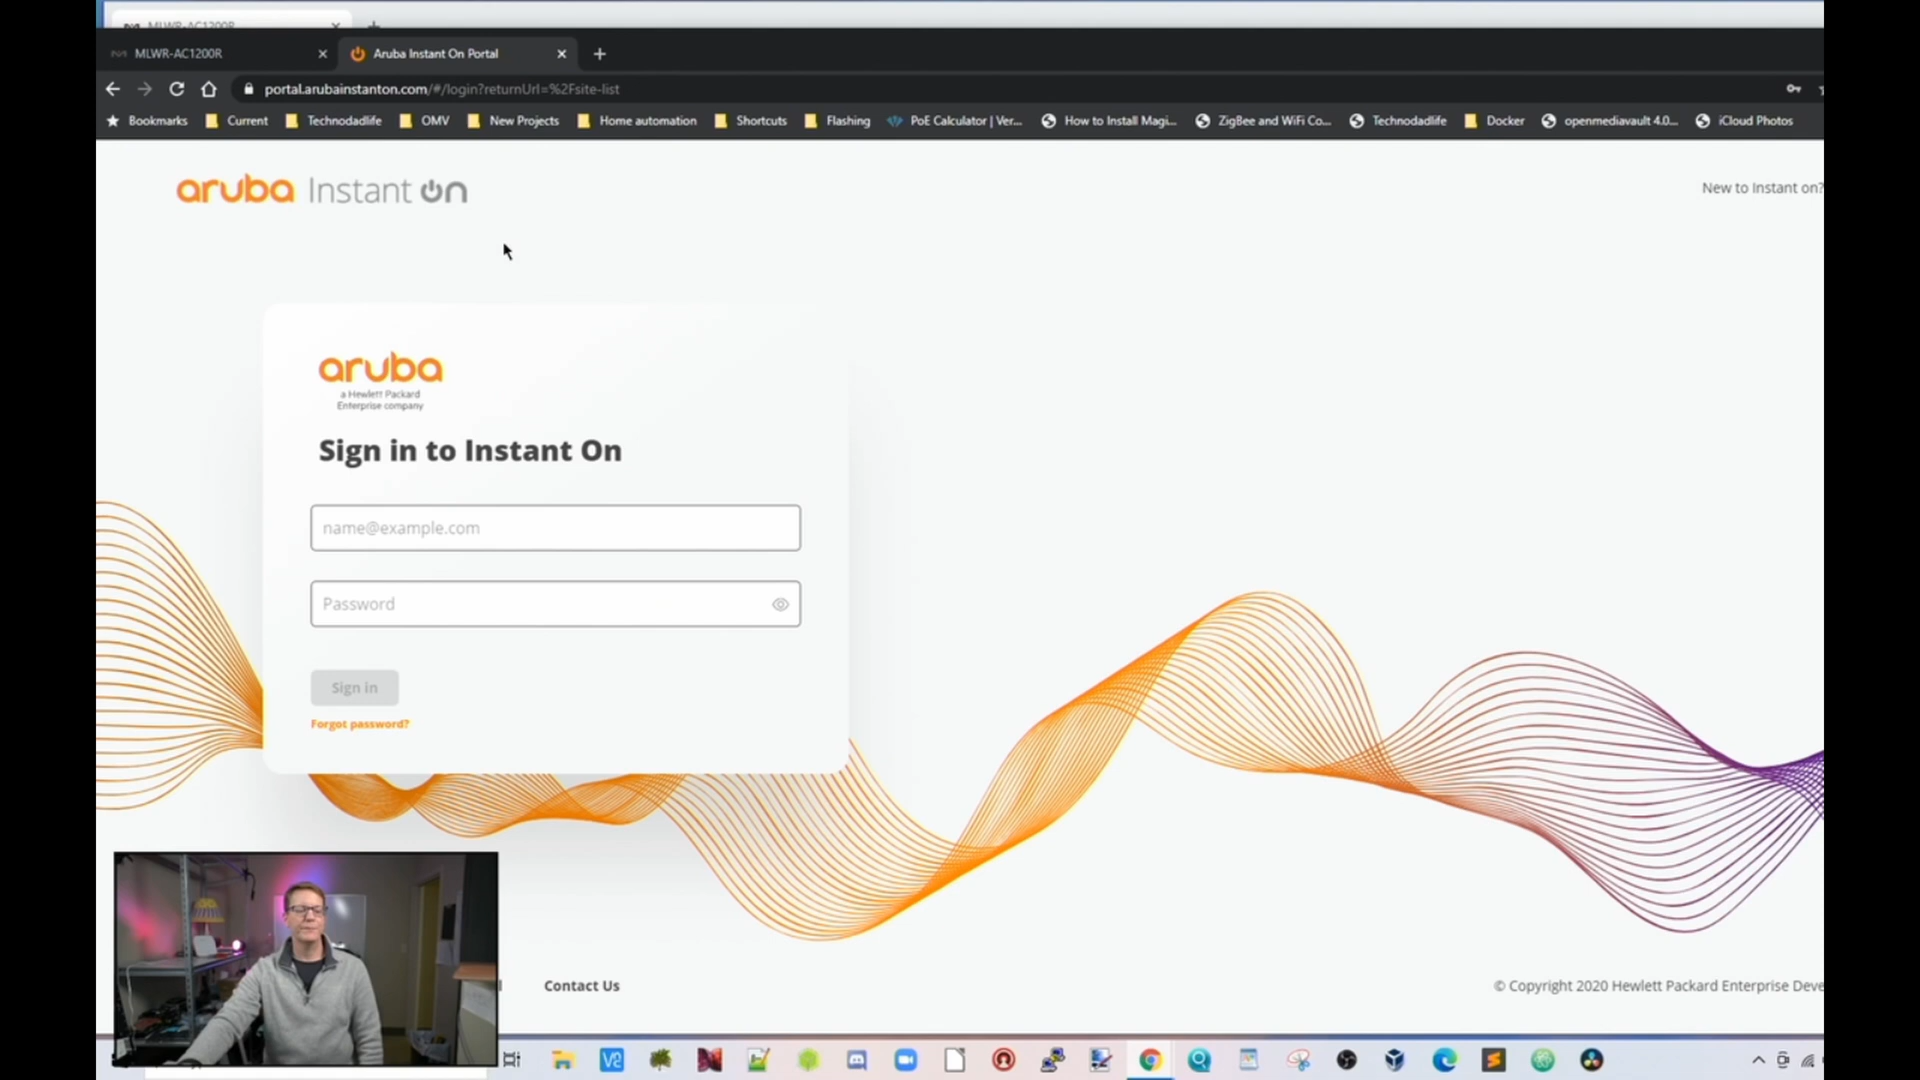 MLWR-AC1200R
MLWR-AC1200R
Aruba Instant On Portal
portal.arubainstanton.com/#/login?returnUrl=%2Fsite-list
Bookmarks
Current
Technodadlife
OMV
New Projects
Home automation
Shortcuts
Flashing
PoE Calculator | Ver...
How to Install Magi...
ZigBee and WiFi Co...
Technodadlife
Docker
openmediavault 4.0...
iCloud Photos
aruba Instant On
New to Instant on?
aruba
a Hewlett Packard
Enterprise company
Sign in to Instant On
name@example.com
Password
Sign in
Forgot password?
Contact Us
© Copyright 2020 Hewlett Packard Enterprise Deve
V2